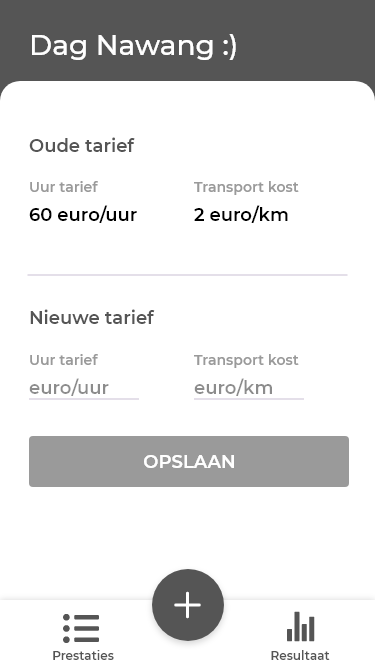 Dag Nawang :)
Oude tarief
Uur tarief Transport kost
60 euro/uur 2 euro/km
Nieuwe tarief
Uur tarief Transport kost
euro/uur euro/km
OPSLAAN
Prestaties Resultaat